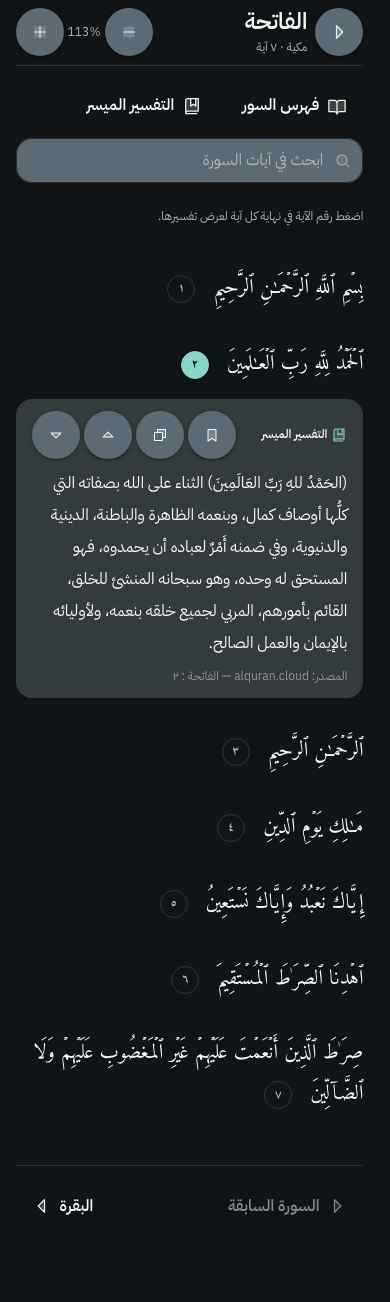 الفاتحة
مكية · ٧ آية
113%
فهرس السور
التفسير الميسر
ابحث في آيات السورة
اضغط رقم الآية في نهاية كل آية لعرض تفسيرها.
بِسْمِ ٱللَّهِ ٱلرَّحْمَـٰنِ ٱلرَّحِيمِ ١
ٱلْحَمْدُ لِلَّهِ رَبِّ ٱلْعَـٰلَمِينَ ٢
التفسير الميسر
(الحَمْدُ للهِ رَبِّ العَالَمِينَ) الثناء على الله بصفاته التي
كلُّها أوصاف كمال، وبنعمه الظاهرة والباطنة، الدينية
والدنيوية، وفي ضمنه أَمْرٌ لعباده أن يحمدوه، فهو
المستحق له وحده، وهو سبحانه المنشئ للخلق،
القائم بأمورهم، المربي لجميع خلقه بنعمه، ولأوليائه
بالإيمان والعمل الصالح.
المصدر: alquran.cloud — الفاتحة : ٢
ٱلرَّحْمَـٰنِ ٱلرَّحِيمِ ٣
مَـٰلِكِ يَوْمِ ٱلدِّينِ ٤
إِيَّاكَ نَعْبُدُ وَإِيَّاكَ نَسْتَعِينُ ٥
ٱهْدِنَا ٱلصِّرَٰطَ ٱلْمُسْتَقِيمَ ٦
صِرَٰطَ ٱلَّذِينَ أَنْعَمْتَ عَلَيْهِمْ غَيْرِ ٱلْمَغْضُوبِ عَلَيْهِمْ وَلَا
ٱلضَّآلِّينَ ٧
السورة السابقة
البقرة